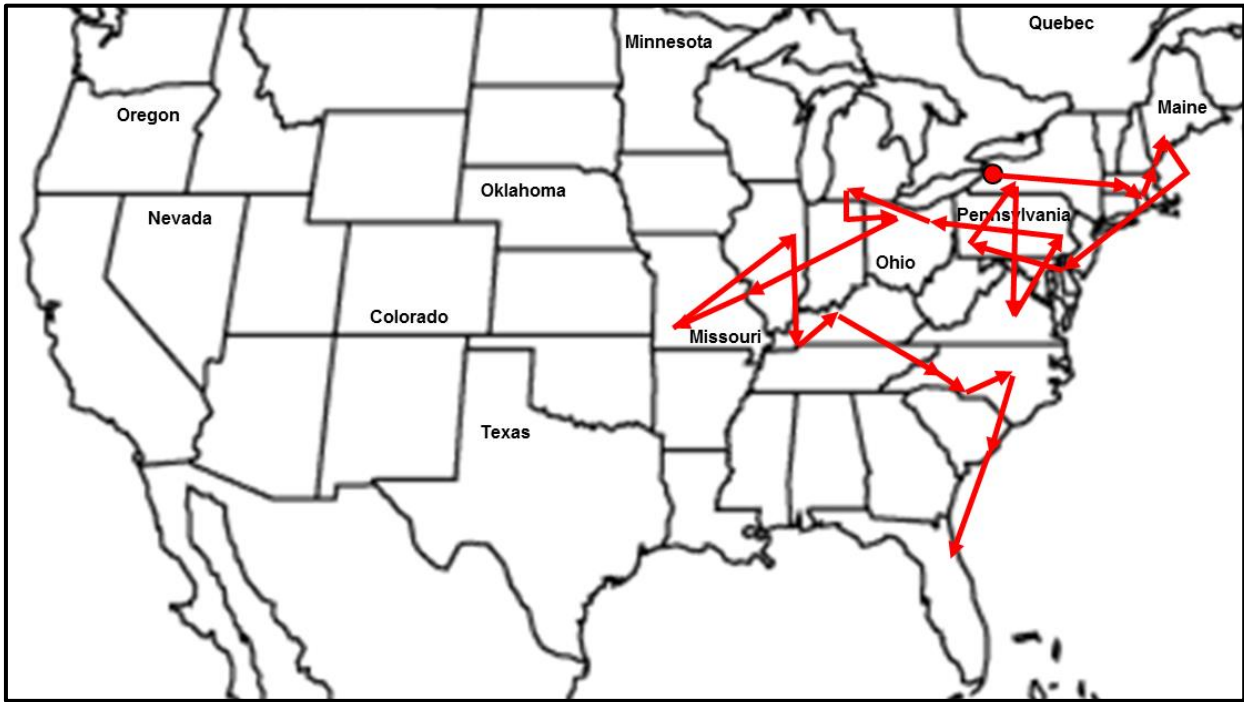 Quebec
Minnesota
Maine
Oregon
Oklahoma
Nevada
Pennsylvania
Ohio
Colorado
Missouri
Texas